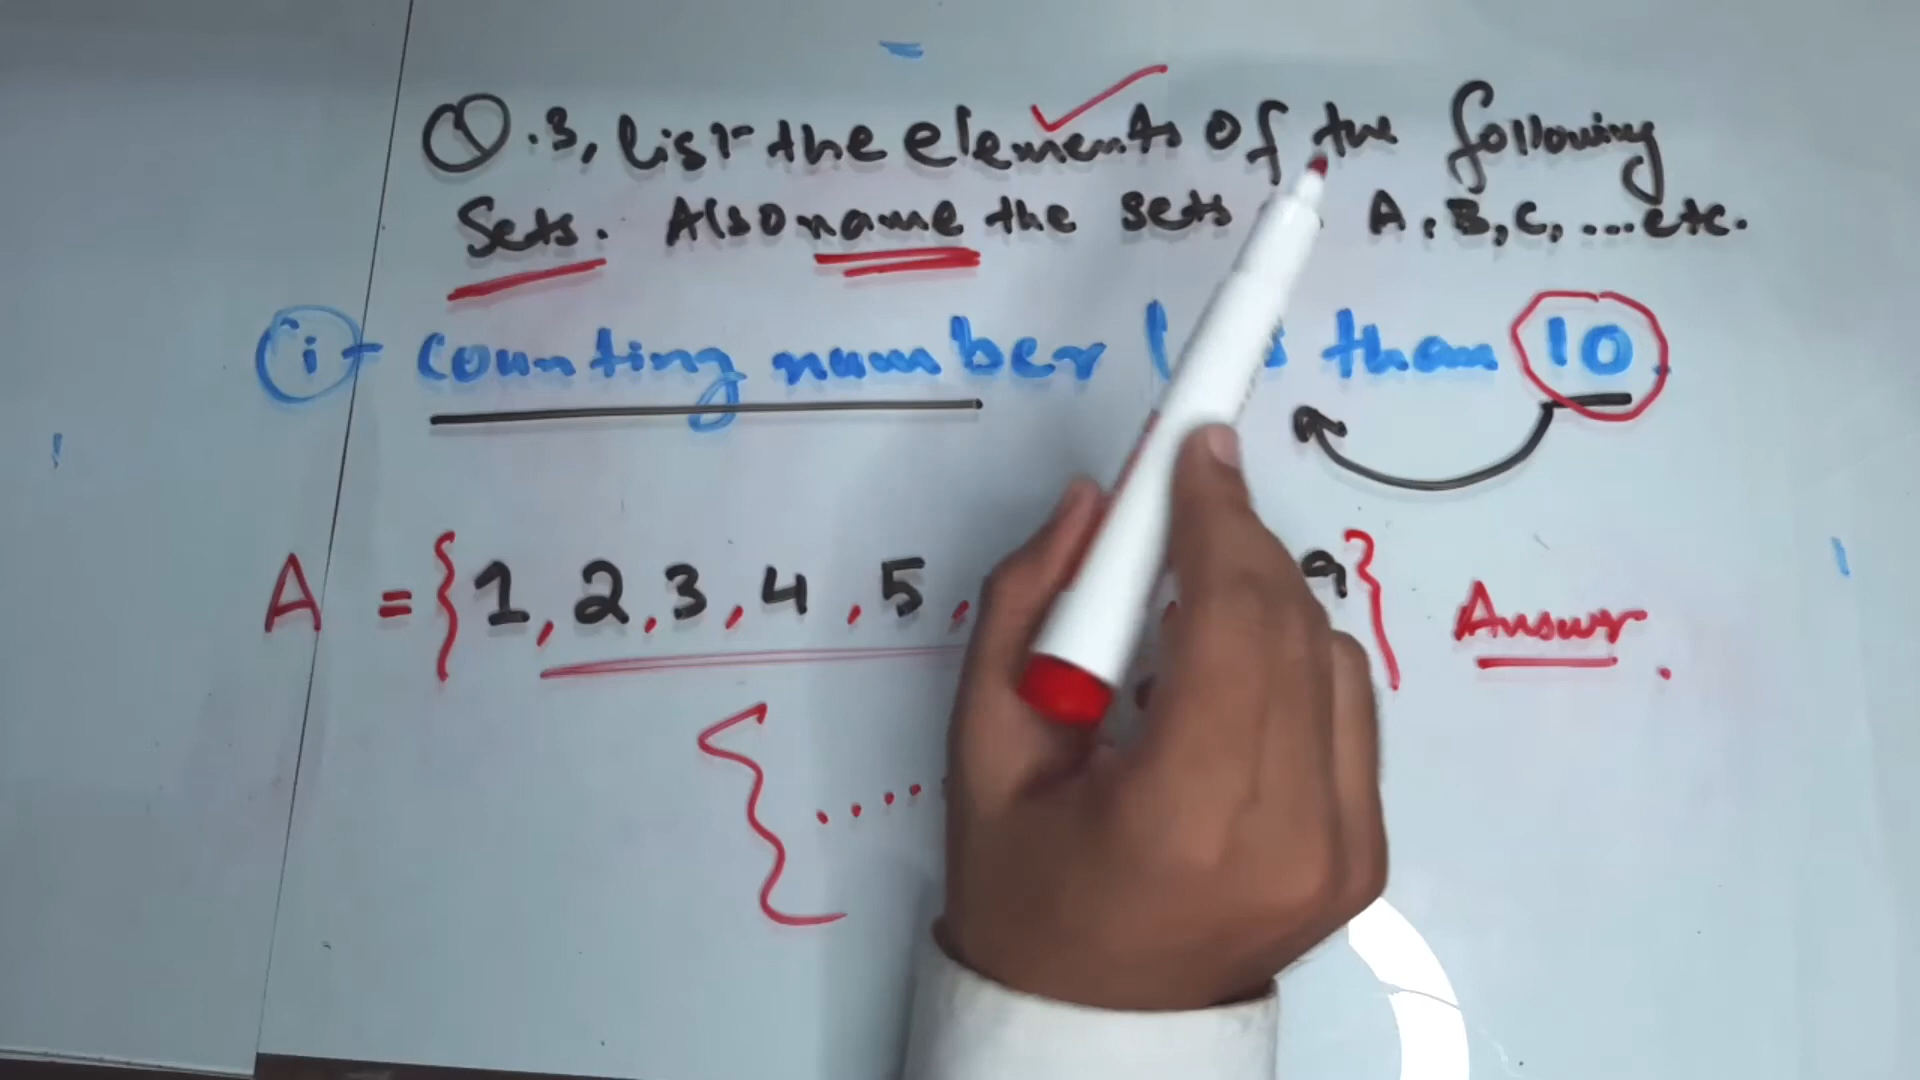 Q.3, list the elements of the following
Sets. Also name the sets A, B, C, ....etc.
i - counting number than 10.
A = {1, 2, 3, 4, 5, 9} Answer.
{....